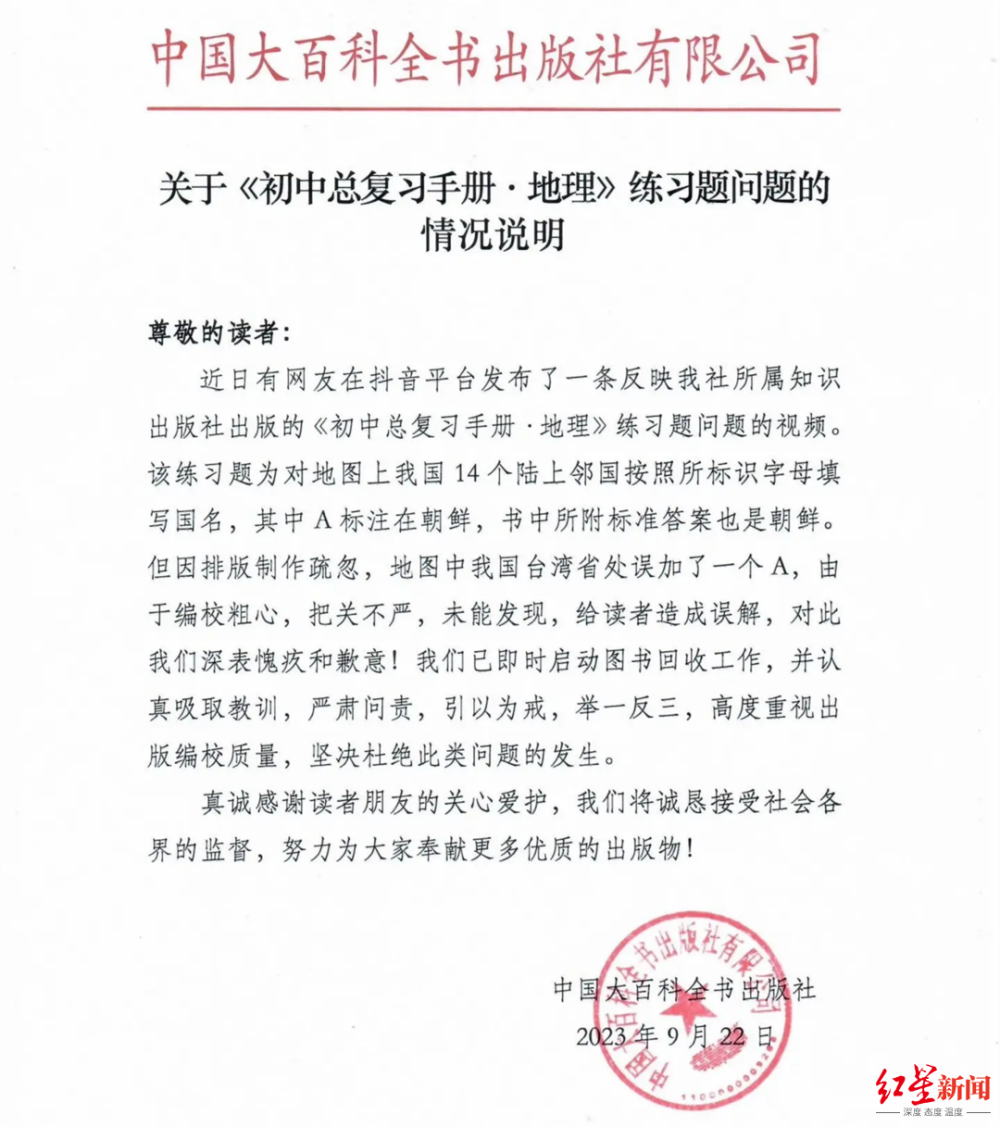 中国大百科全书出版社有限公司
关于《初中总复习手册·地理》练习题问题的
情况说明
尊敬的读者：
近日有网友在抖音平台发布了一条反映我社所属知识
出版社出版的《初中总复习手册·地理》练习题问题的视频。
该练习题为对地图上我国14个陆上邻国按照所标识字母填
写国名，其中A标注在朝鲜，书中所附标准答案也是朝鲜。
但因排版制作疏忽，地图中我国台湾省处误加了一个A，由
于编校粗心，把关不严，未能发现，给读者造成误解，对此
我们深表愧疚和歉意！我们已即时启动图书回收工作，并认
真吸取教训，严肃问责，引以为戒，举一反三，高度重视出
版编校质量，坚决杜绝此类问题的发生。
真诚感谢读者朋友的关心爱护，我们将诚恳接受社会各
界的监督，努力为大家奉献更多优质的出版物！
中国大百科全书出版社有限公司
中国大百科全书出版社
2023年9月22日
红星新闻
深度 态度 温度